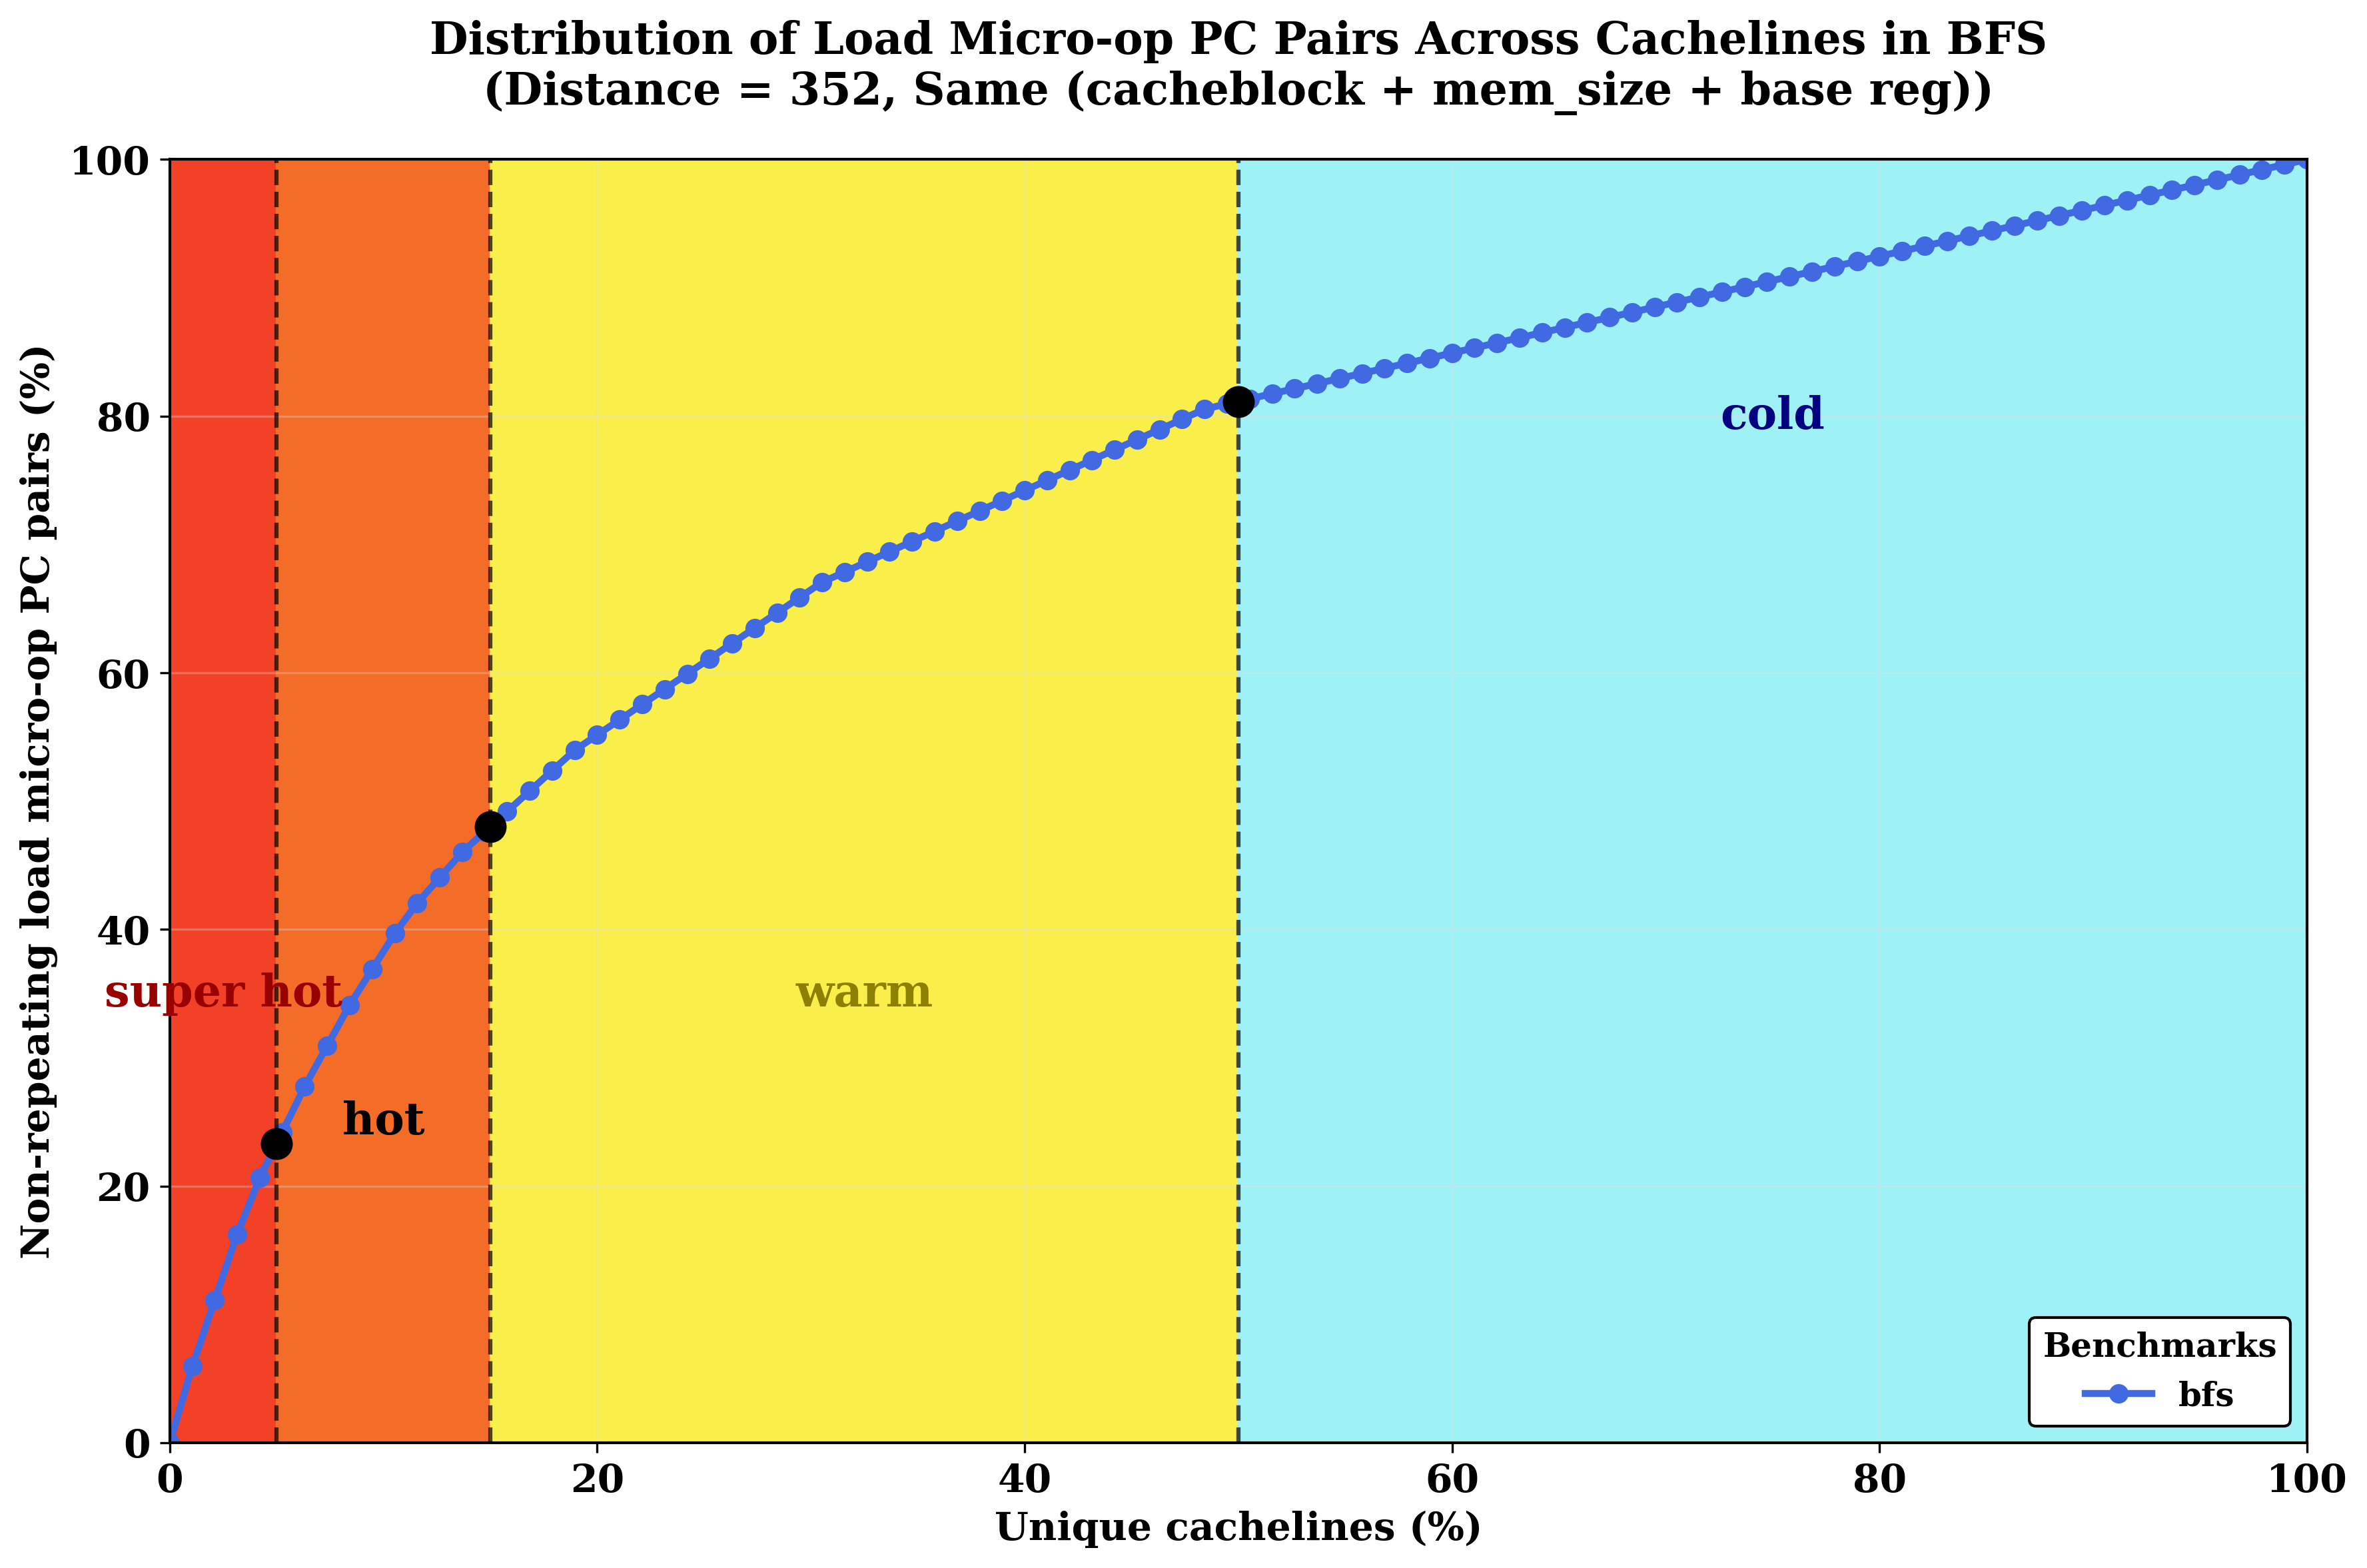 Distribution of Load Micro-op PC Pairs Across Cachelines in BFS
(Distance = 352, Same (cacheblock + mem_size + base reg))
Non-repeating load micro-op PC pairs (%)
100
80
60
40
20
0
cold
super hot
warm
hot
Benchmarks
bfs
0
20
40
60
80
100
Unique cachelines (%)